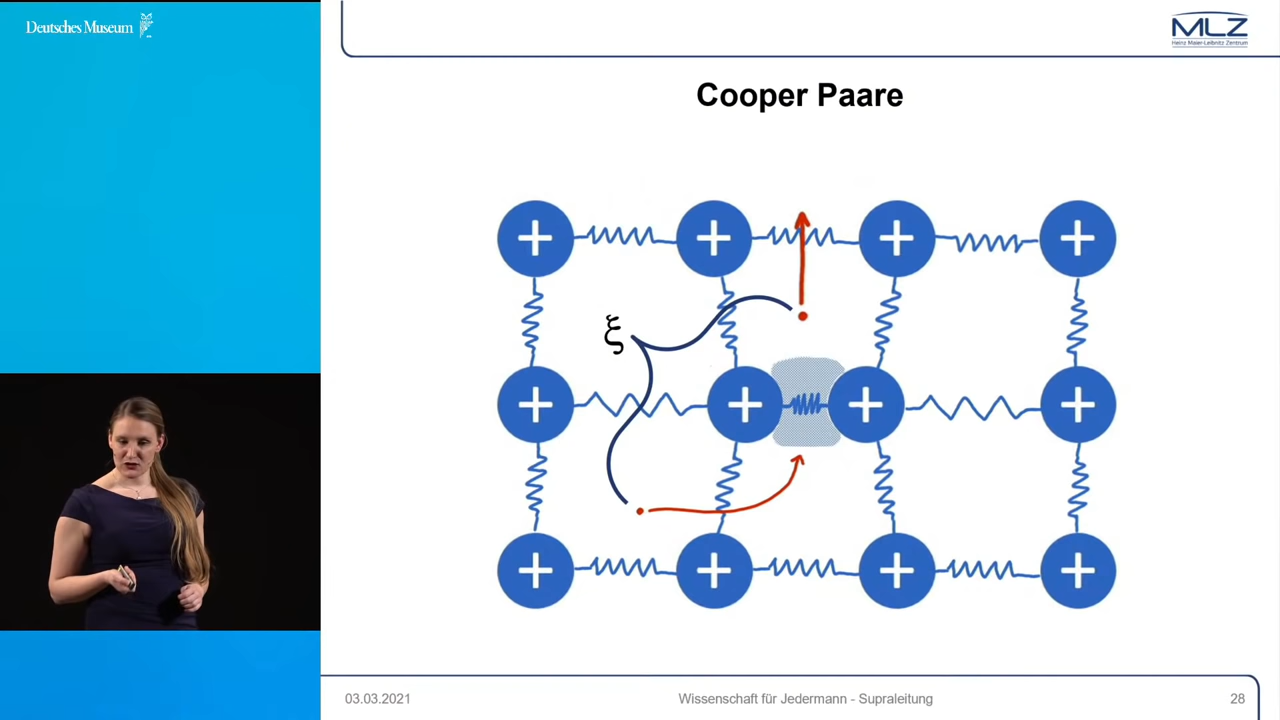 Deutsches Museum
MLZ
Heinz Maier-Leibnitz Zentrum
Cooper Paare
+ + + +
ξ
+ + + +
+ + + +
03.03.2021 Wissenschaft für Jedermann - Supraleitung 28